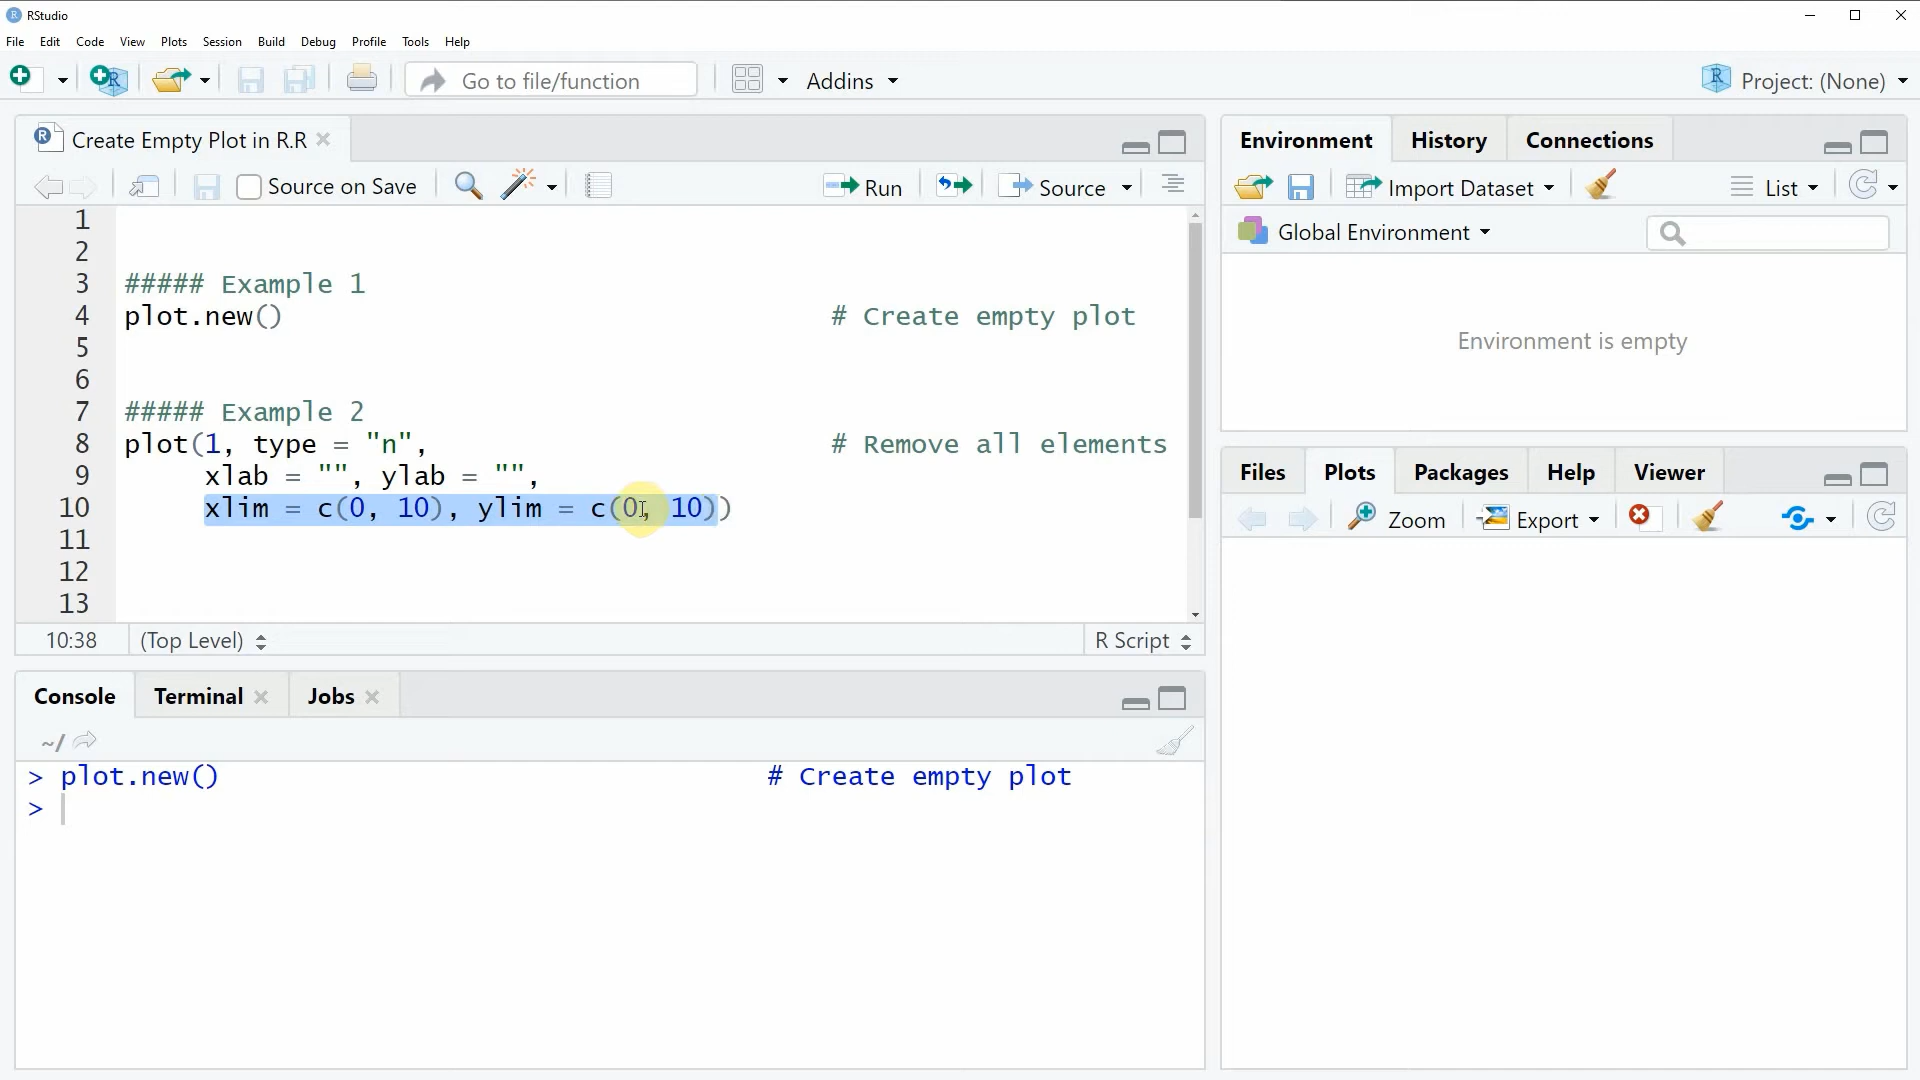 RStudio
File Edit Code View Plots Session Build Debug Profile Tools Help
Go to file/function Addins Project: (None)
Create Empty Plot in R.R
Source on Save Run Source
1
2
3 ##### Example 1
4 plot.new() # Create empty plot
5
6
7 ##### Example 2
8 plot(1, type = "n", # Remove all elements
9 xlab = "", ylab = "",
10 xlim = c(0, 10), ylim = c(0, 10))
11
12
13
10:38 (Top Level) R Script
Console Terminal Jobs
~/
> plot.new() # Create empty plot
>
Environment History Connections
Import Dataset List
Global Environment
Environment is empty
Files Plots Packages Help Viewer
Zoom Export